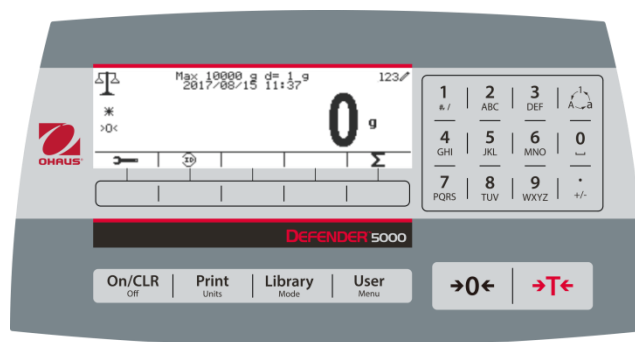 Max 10000 g d= 1 g
2017/08/15 11:37
123
>0<
0 g
OHAUS
ID
Σ
DEFENDER 5000
1
2 ABC
3 DEF
1 A a
4 GHI
5 JKL
6 MNO
0
7 PQRS
8 TUV
9 WXYZ
. +/-
On/CLR Print Library User
Off Units Mode Menu
→0← →T←